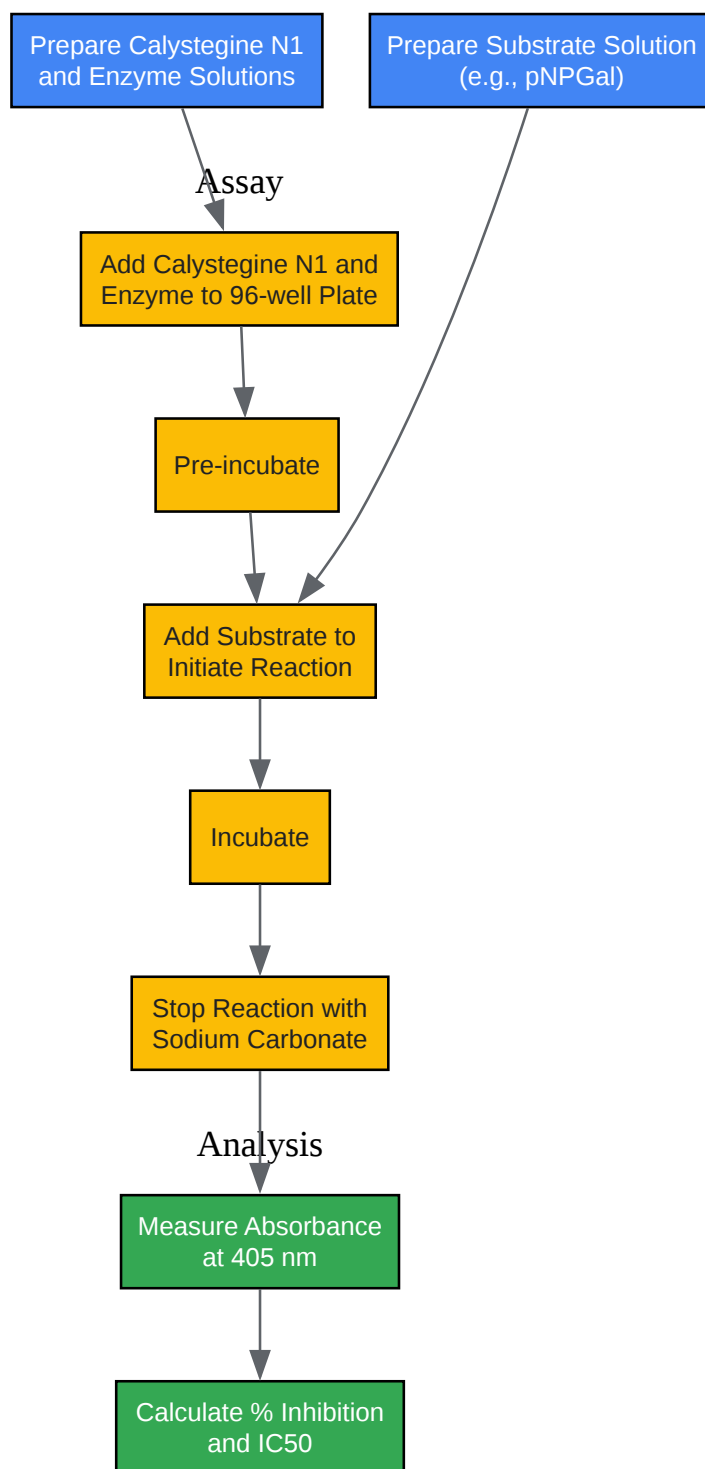 Prepare Calystegine N1
and Enzyme Solutions
Prepare Substrate Solution
(e.g., pNPGal)
Assay
Add Calystegine N1 and
Enzyme to 96-well Plate
Pre-incubate
Add Substrate to
Initiate Reaction
Incubate
Stop Reaction with
Sodium Carbonate
Analysis
Measure Absorbance
at 405 nm
Calculate % Inhibition
and IC50